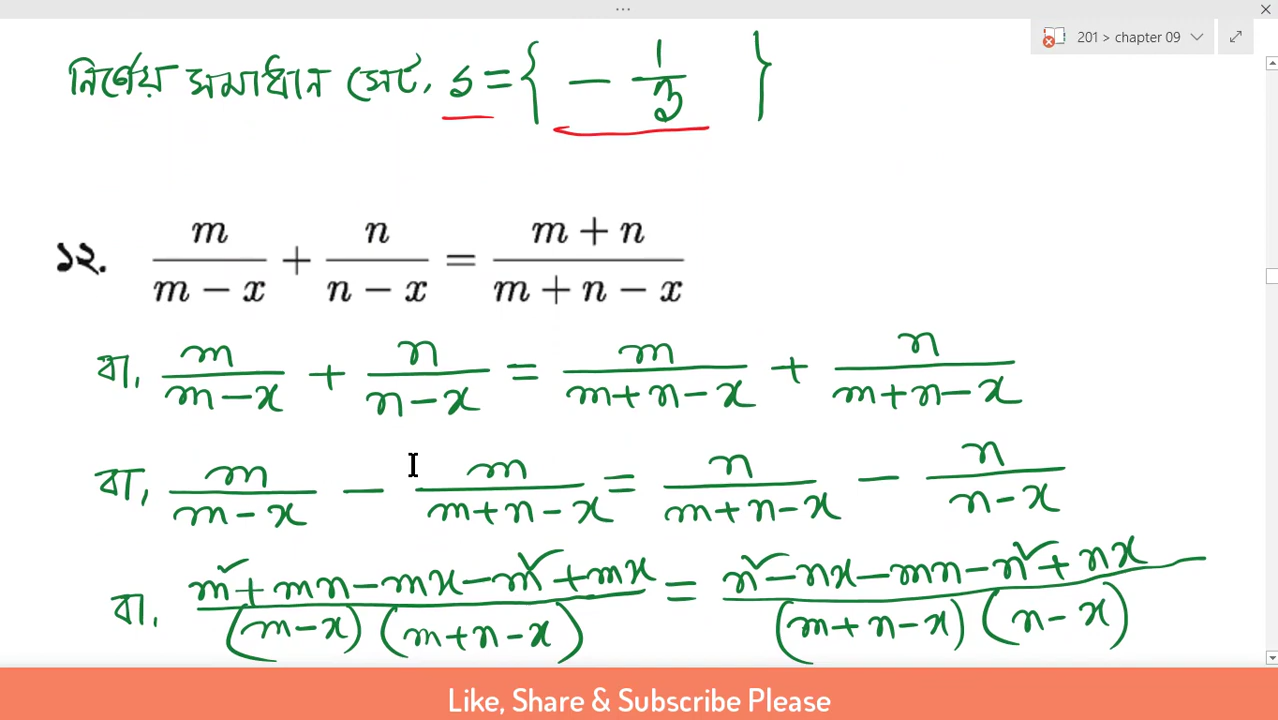 201 > chapter 09
নির্ণেয় সমাধান সেট, S = { - 1/3 }
১২. m/(m - x) + n/(n - x) = (m + n)/(m + n - x)
বা, m/(m-x) + n/(n-x) = m/(m+n-x) + n/(m+n-x)
বা, m/(m-x) - m/(m+n-x) = n/(m+n-x) - n/(n-x)
বা, (m²+mn-mx-m²+mx)/((m-x)(m+n-x)) = (n²-nx-mn-n²+nx)/((m+n-x)(n-x))
Like, Share & Subscribe Please